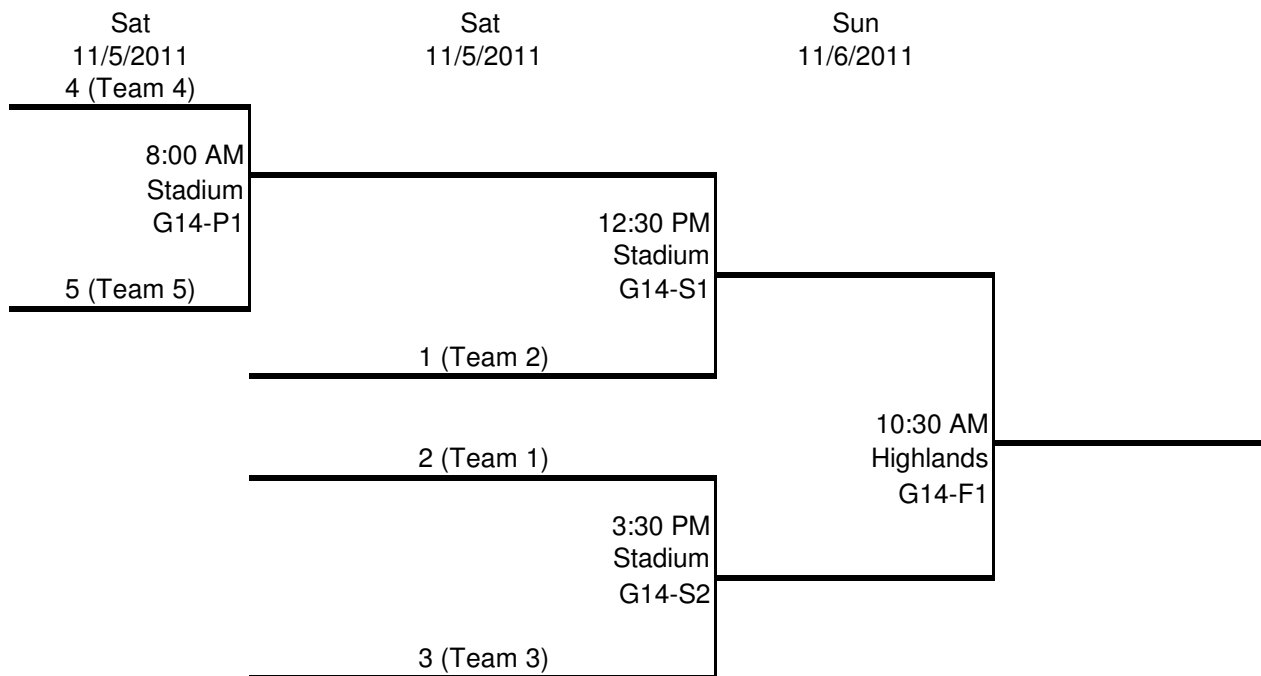 Sat
11/5/2011
Sat
11/5/2011
Sun
11/6/2011
4 (Team 4)
8:00 AM
Stadium
G14-P1
5 (Team 5)
12:30 PM
Stadium
G14-S1
1 (Team 2)
2 (Team 1)
3:30 PM
Stadium
G14-S2
3 (Team 3)
10:30 AM
Highlands
G14-F1